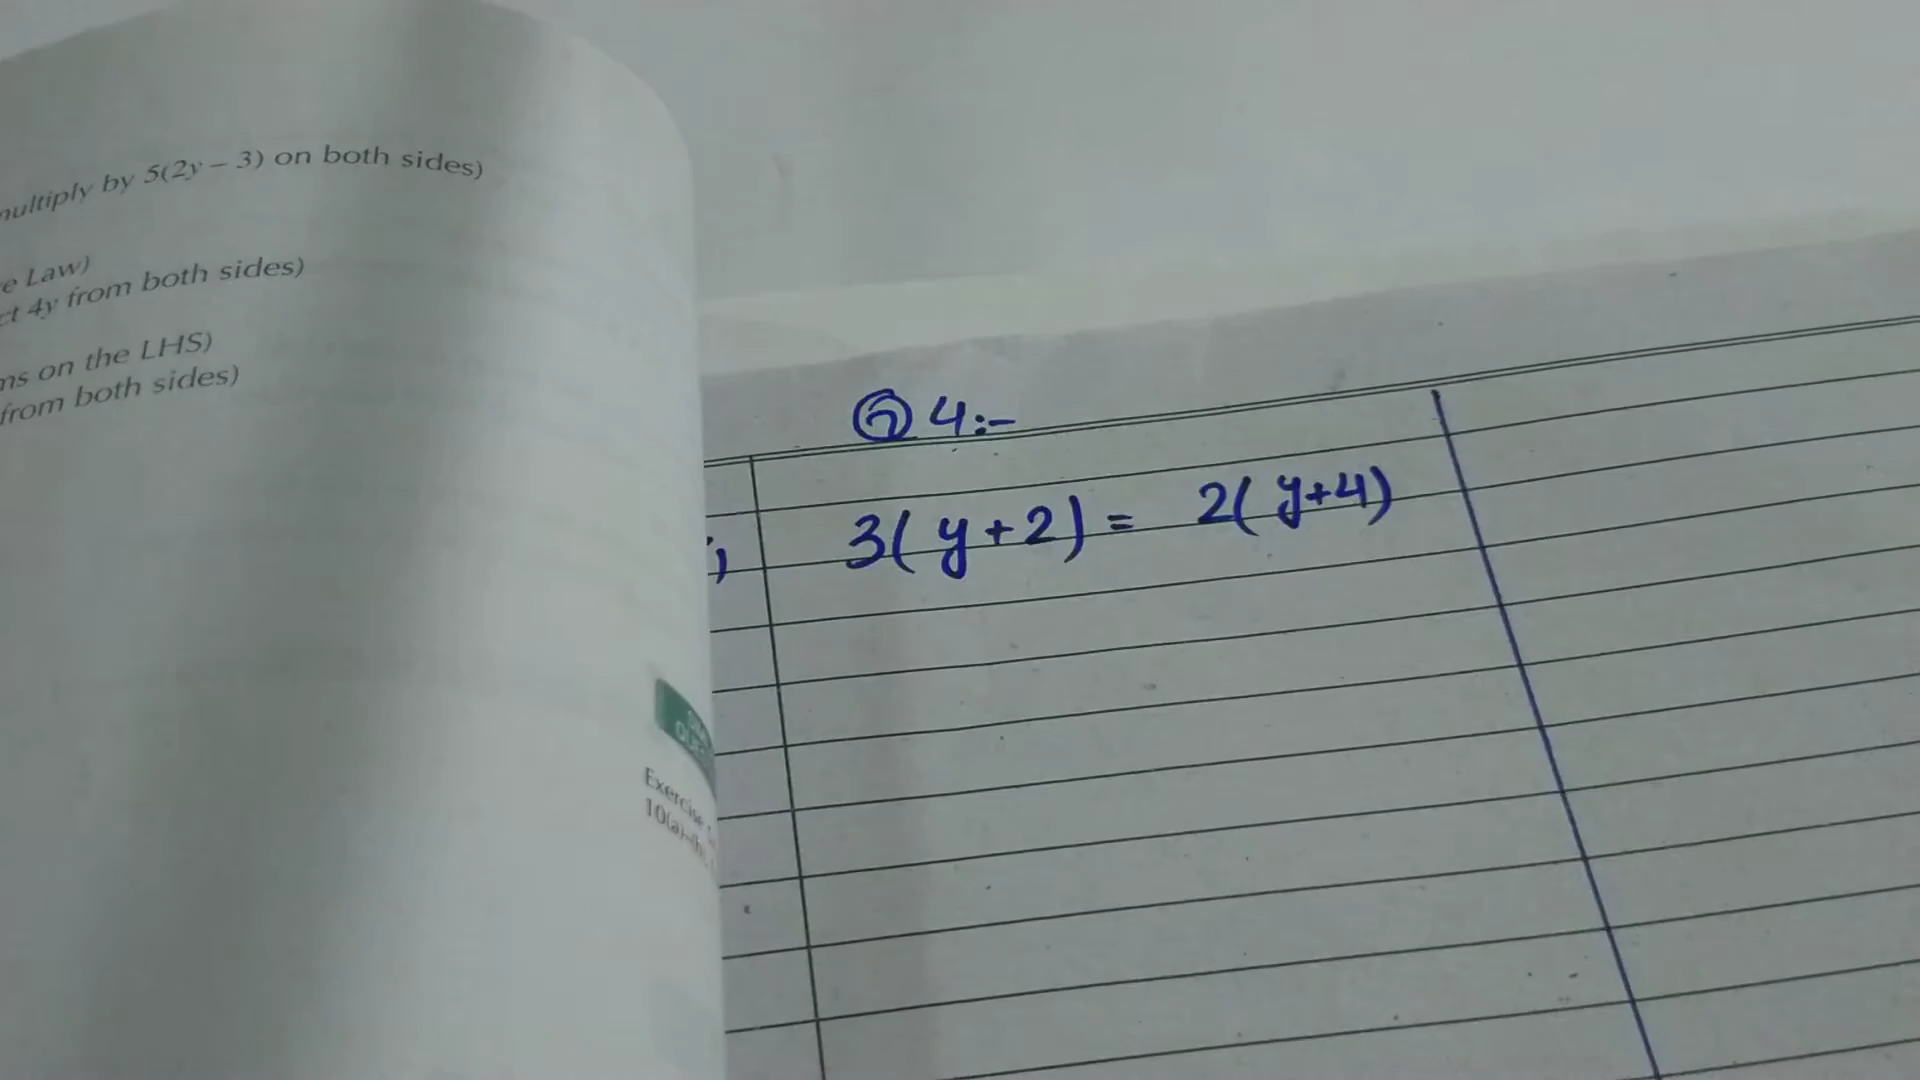 multiply by 5(2y – 3) on both sides)
Law)
4y from both sides)
on the LHS)
from both sides)
Q 4:-
3( y+2) = 2( y+4)
Exercise
10(a)